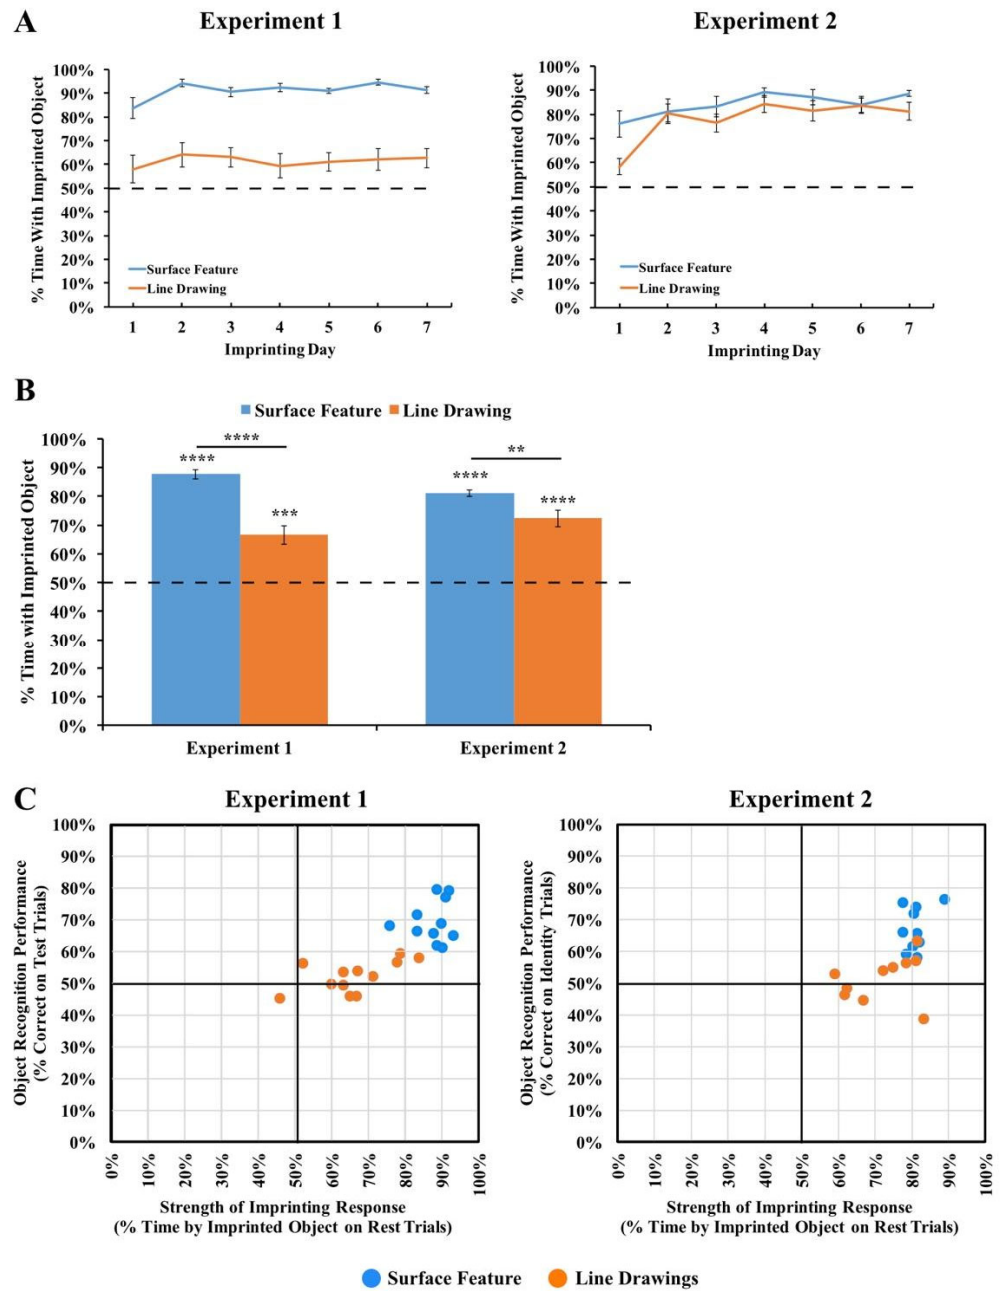 A
Experiment 1
Experiment 2
% Time With Imprinted Object
100%
90%
80%
70%
60%
50%
40%
30%
20%
10%
0%
Surface Feature
Line Drawing
1 2 3 4 5 6 7
Imprinting Day
% Time With Imprinted Object
100%
90%
80%
70%
60%
50%
40%
30%
20%
10%
0%
Surface Feature
Line Drawing
1 2 3 4 5 6 7
Imprinting Day
B
Surface Feature Line Drawing
% Time with Imprinted Object
100%
90%
80%
70%
60%
50%
40%
30%
20%
10%
0%
****
****
***
**
****
****
Experiment 1 Experiment 2
C
Experiment 1
Experiment 2
Object Recognition Performance
(% Correct on Test Trials)
100%
90%
80%
70%
60%
50%
40%
30%
20%
10%
0%
0% 10% 20% 30% 40% 50% 60% 70% 80% 90% 100%
Strength of Imprinting Response
(% Time by Imprinted Object on Rest Trials)
Object Recognition Performance
(% Correct on Identity Trials)
100%
90%
80%
70%
60%
50%
40%
30%
20%
10%
0%
0% 10% 20% 30% 40% 50% 60% 70% 80% 90% 100%
Strength of Imprinting Response
(% Time by Imprinted Object on Rest Trials)
Surface Feature Line Drawings